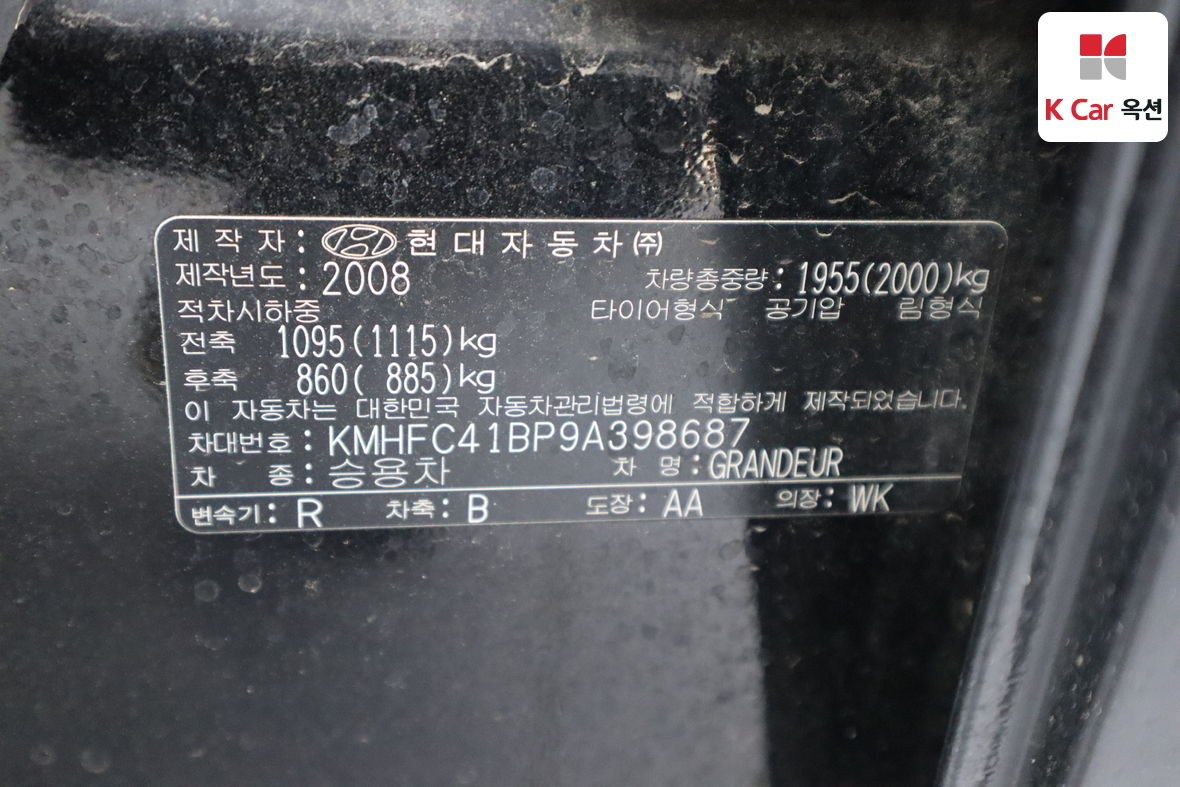 K Car 옥션
제 작 자 : 현 대 자 동 차 ㈜
제작년도 : 2008 차량총중량 : 1955(2000)kg
적차시하중 타이어형식 공기압 림형식
전축 1095(1115)kg
후축 860( 885)kg
이 자동차는 대한민국 자동차관리법령에 적합하게 제작되었습니다.
차대번호 : KMHFC41BP9A398687
차 종 : 승용차 차 명 : GRANDEUR
변속기 : R 차축 : B 도장 : AA 의장 : WK